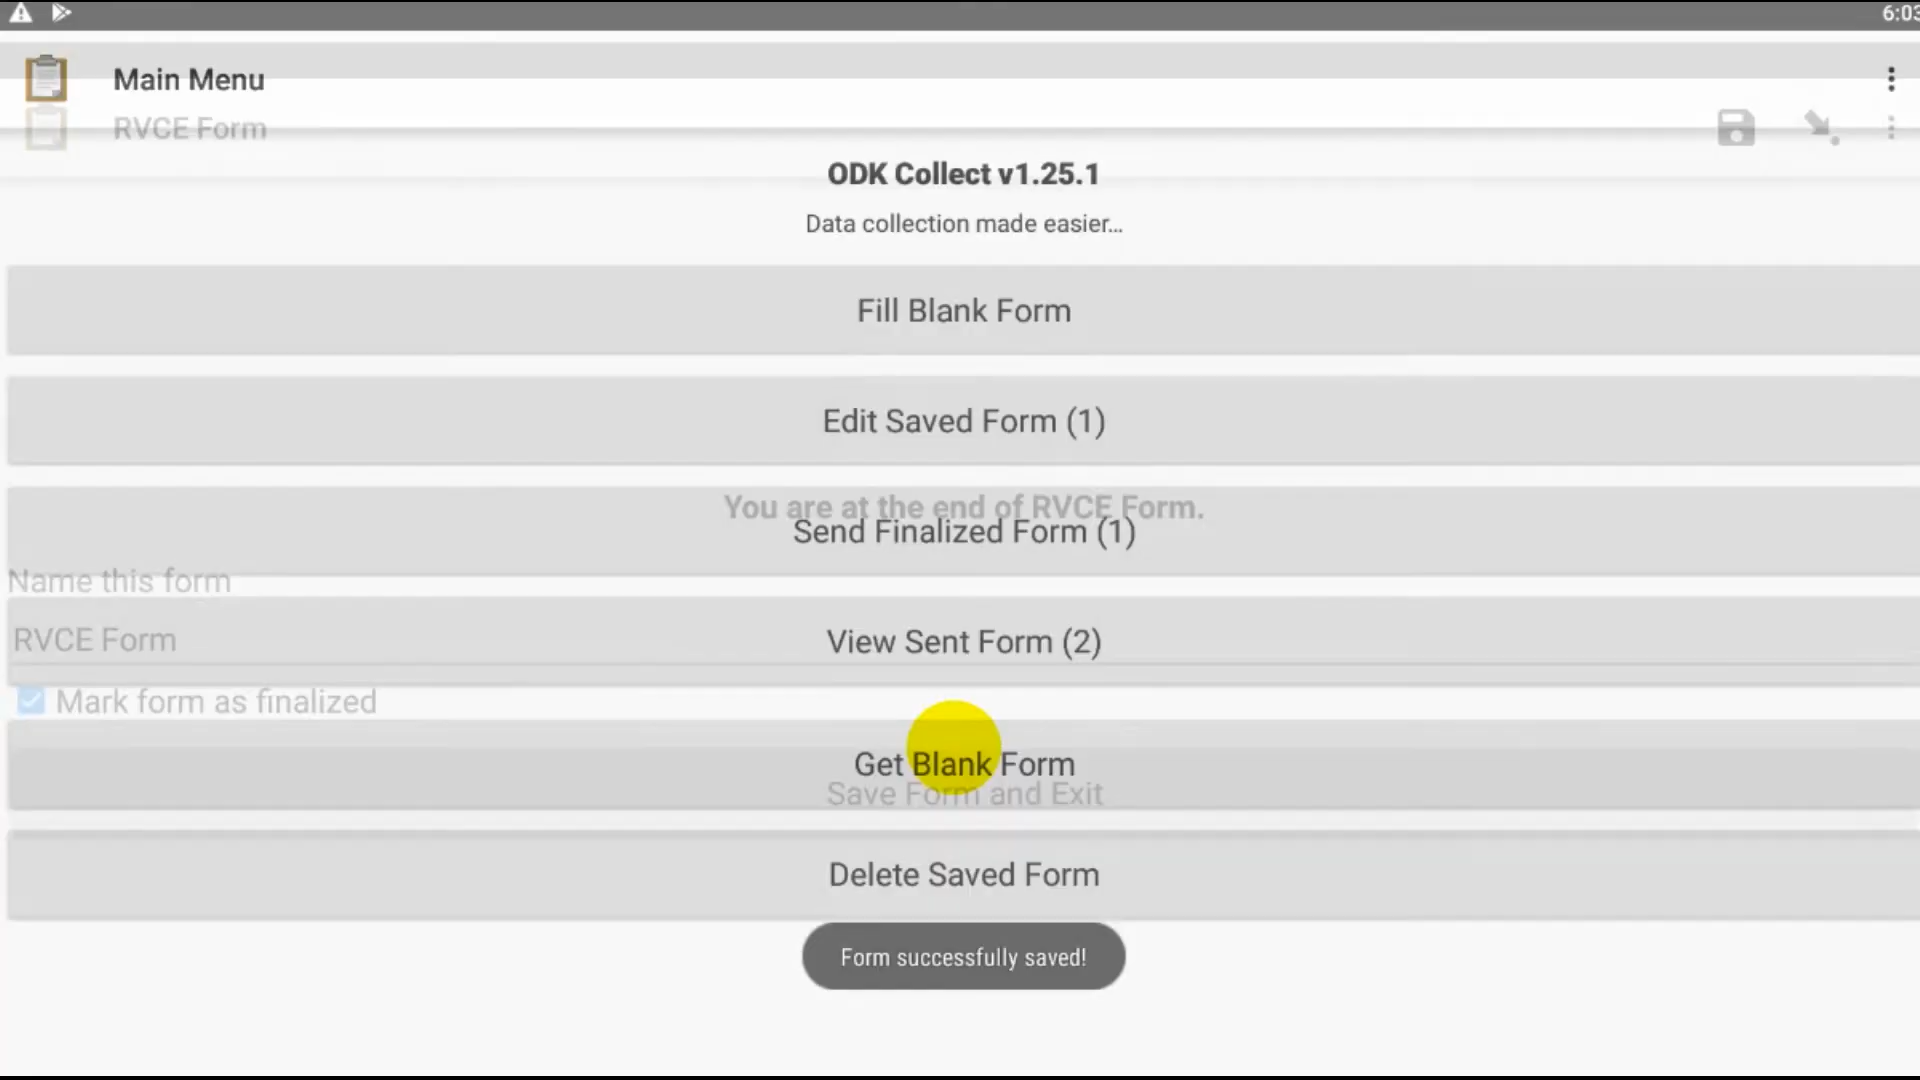 6:03
Main Menu
RVCE Form
ODK Collect v1.25.1
Data collection made easier...
Fill Blank Form
Edit Saved Form (1)
You are at the end of RVCE Form.
Send Finalized Form (1)
Name this form
RVCE Form
View Sent Form (2)
Mark form as finalized
Get Blank Form
Save Form and Exit
Delete Saved Form
Form successfully saved!